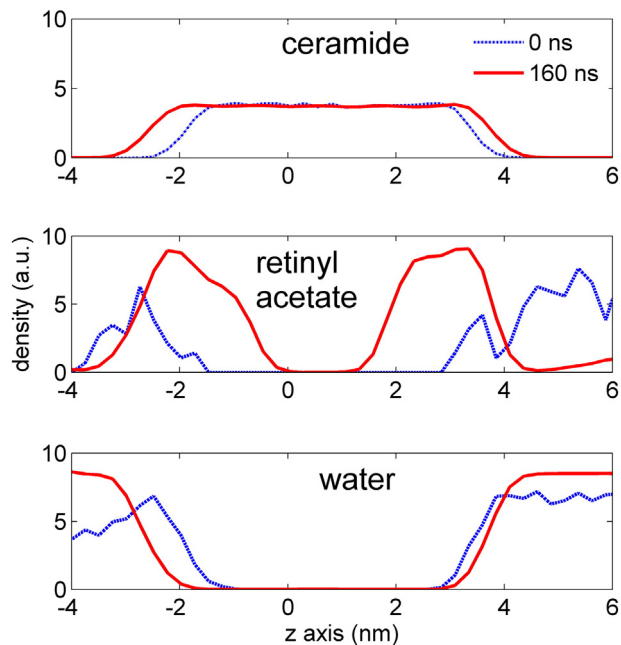 ceramide
0 ns
160 ns
10
5
0
-4 -2 0 2 4 6
retinyl
acetate
density (a.u.)
10
5
0
-4 -2 0 2 4 6
water
10
5
0
-4 -2 0 2 4 6
z axis (nm)